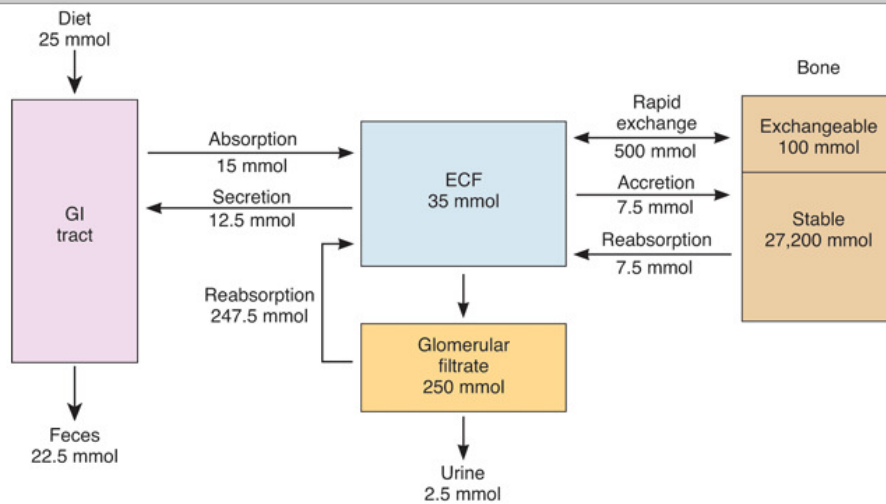 Diet
25 mmol
GI
tract
Feces
22.5 mmol
Absorption
15 mmol
Secretion
12.5 mmol
Reabsorption
247.5 mmol
ECF
35 mmol
Glomerular
filtrate
250 mmol
Urine
2.5 mmol
Rapid
exchange
500 mmol
Accretion
7.5 mmol
Reabsorption
7.5 mmol
Bone
Exchangeable
100 mmol
Stable
27,200 mmol